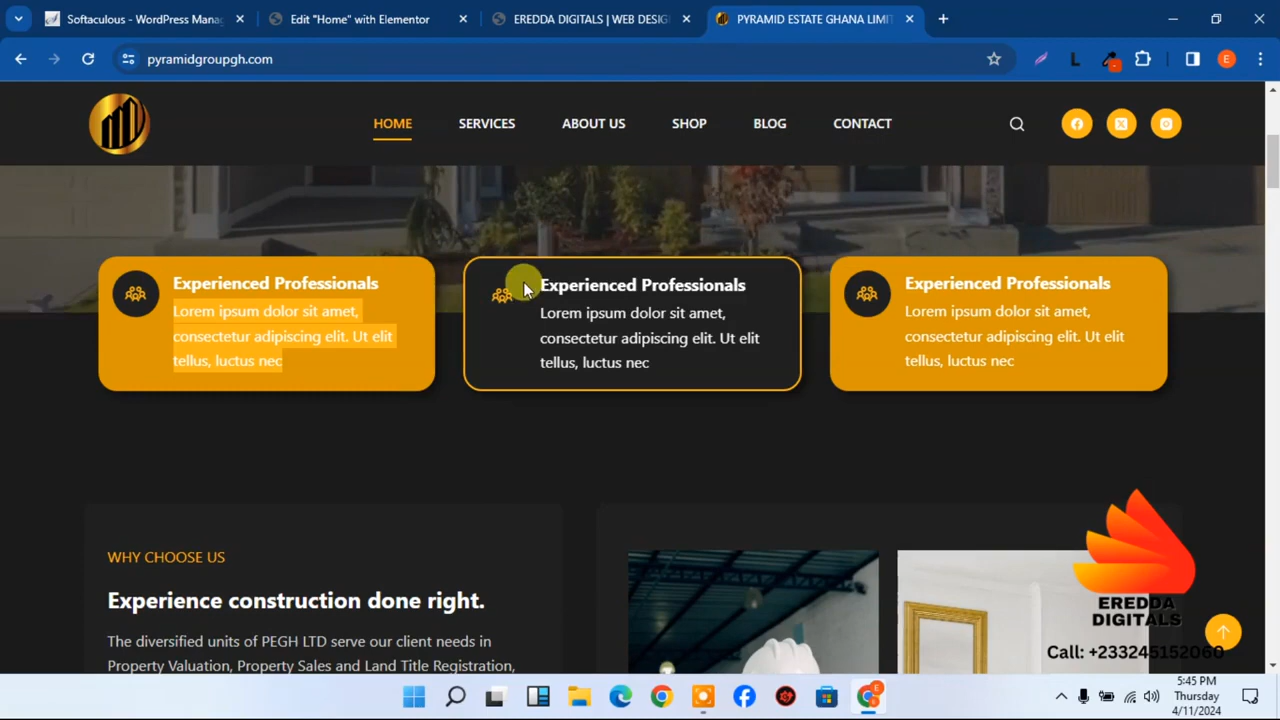 Softaculous - WordPress Mana
Edit "Home" with Elementor
EREDDA DIGITALS | WEB DESIG
PYRAMID ESTATE GHANA LIMIT
pyramidgroupgh.com
L
E
HOME
SERVICES
ABOUT US
SHOP
BLOG
CONTACT
Experienced Professionals
Lorem ipsum dolor sit amet,
consectetur adipiscing elit. Ut elit
tellus, luctus nec
Experienced Professionals
Lorem ipsum dolor sit amet,
consectetur adipiscing elit. Ut elit
tellus, luctus nec
Experienced Professionals
Lorem ipsum dolor sit amet,
consectetur adipiscing elit. Ut elit
tellus, luctus nec
WHY CHOOSE US
Experience construction done right.
The diversified units of PEGH LTD serve our client needs in
Property Valuation, Property Sales and Land Title Registration,
EREDDA
DIGITALS
Call: +233245152060
E
5:45 PM
Thursday
4/11/2024